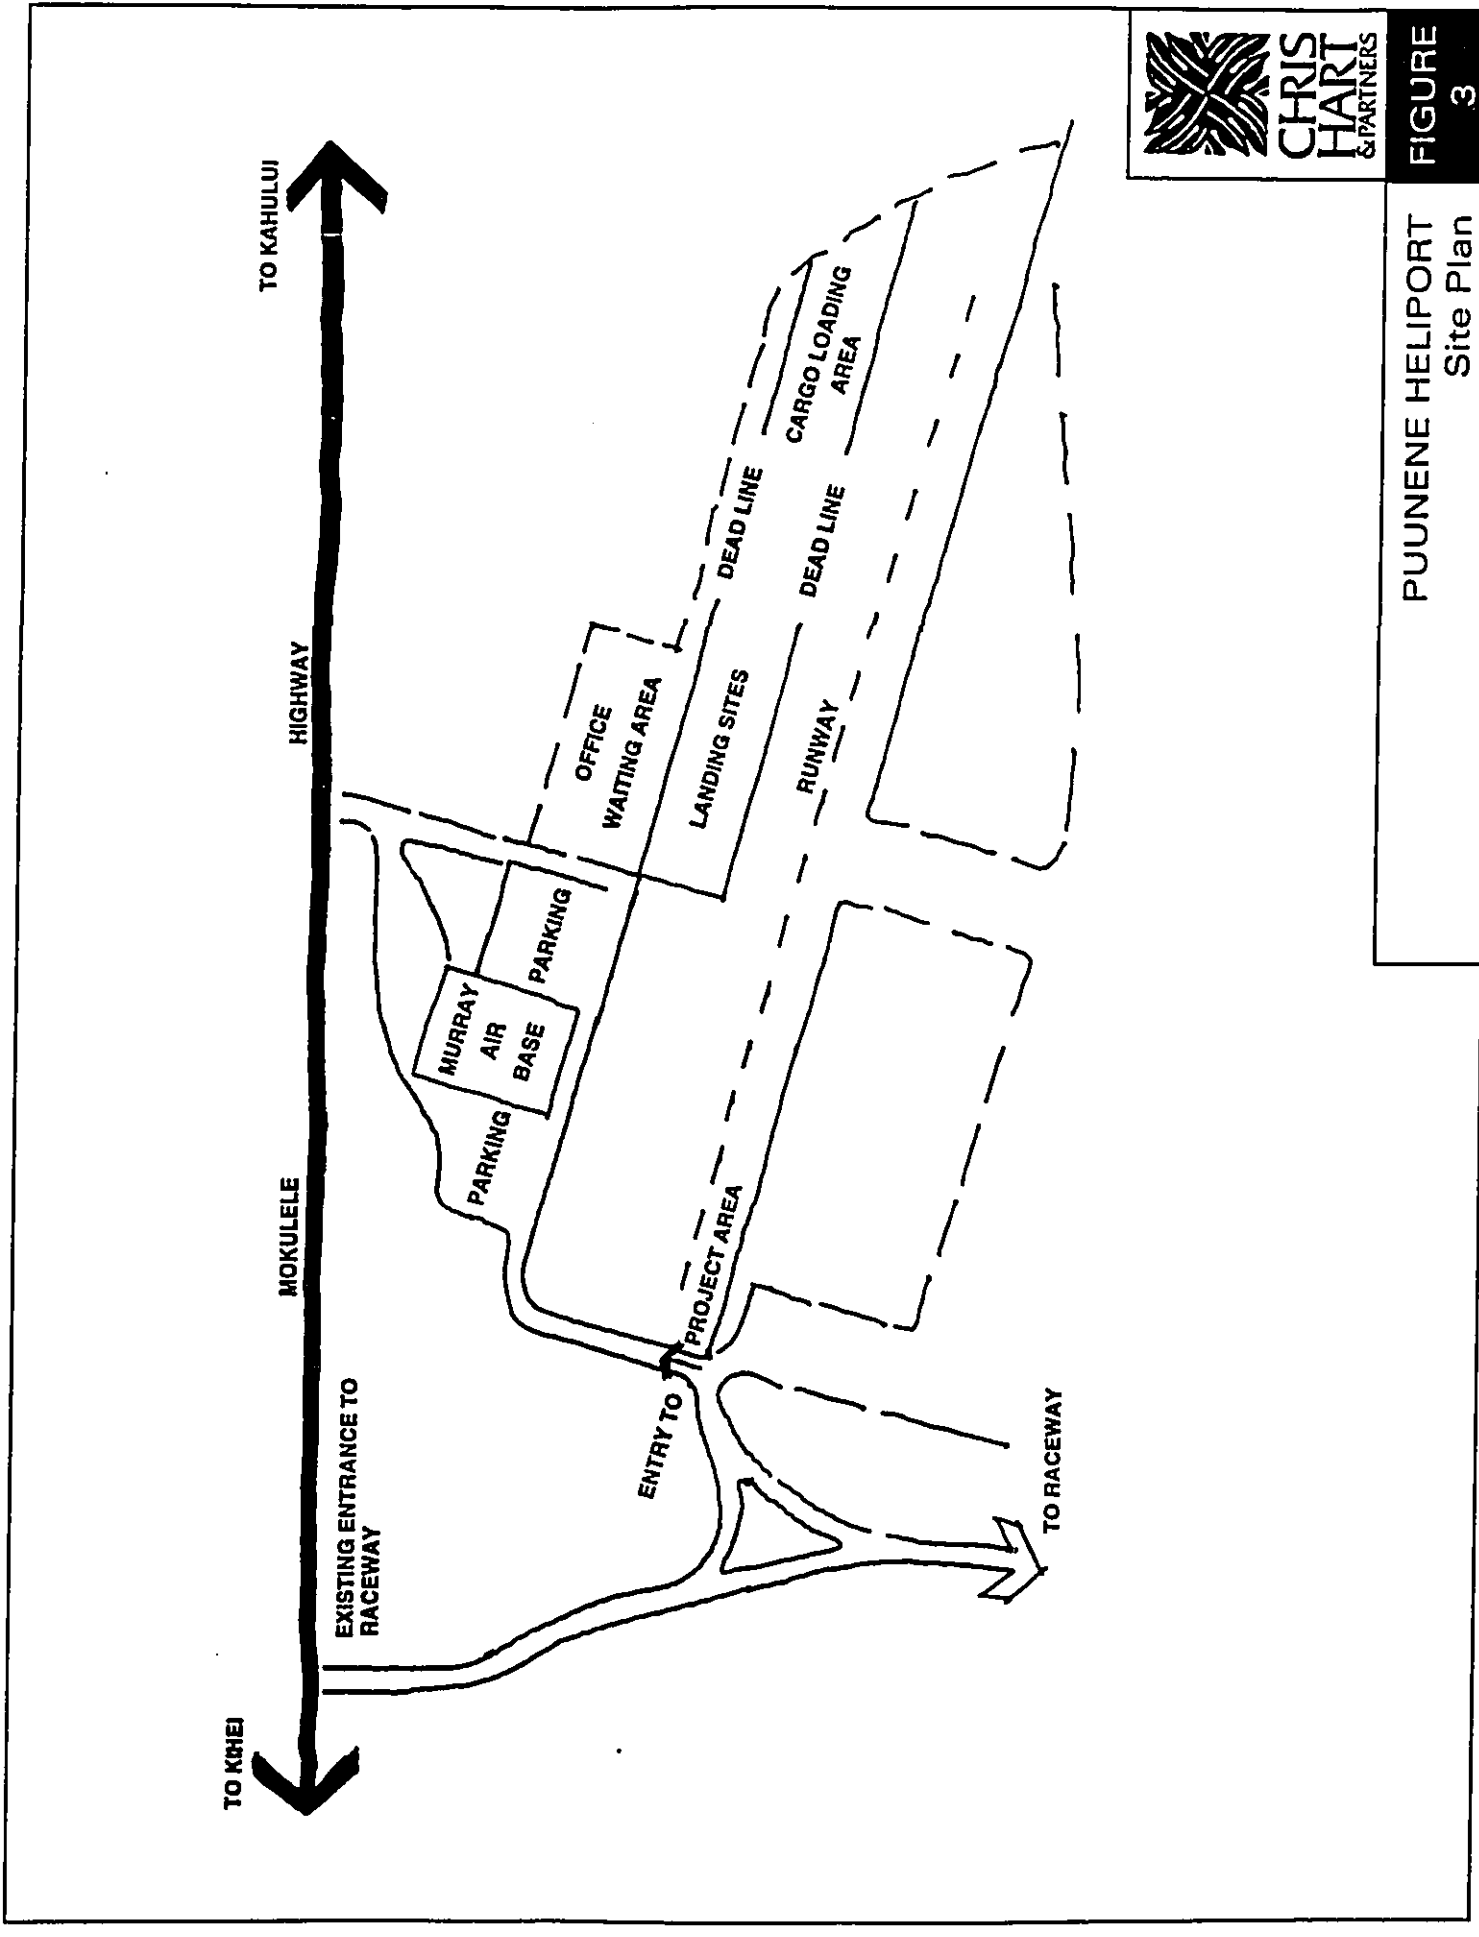 TO KIHEI
MOKULELE
HIGHWAY
TO KAHULUI
EXISTING ENTRANCE TO
RACEWAY
PARKING
MURRAY
AIR
BASE
PARKING
OFFICE
WAITING AREA
DEAD LINE
CARGO LOADING
AREA
LANDING SITES
DEAD LINE
RUNWAY
ENTRY TO
PROJECT AREA
TO RACEWAY
CHRIS
HART
& PARTNERS
PUUNENE HELIPORT
Site Plan
FIGURE
3